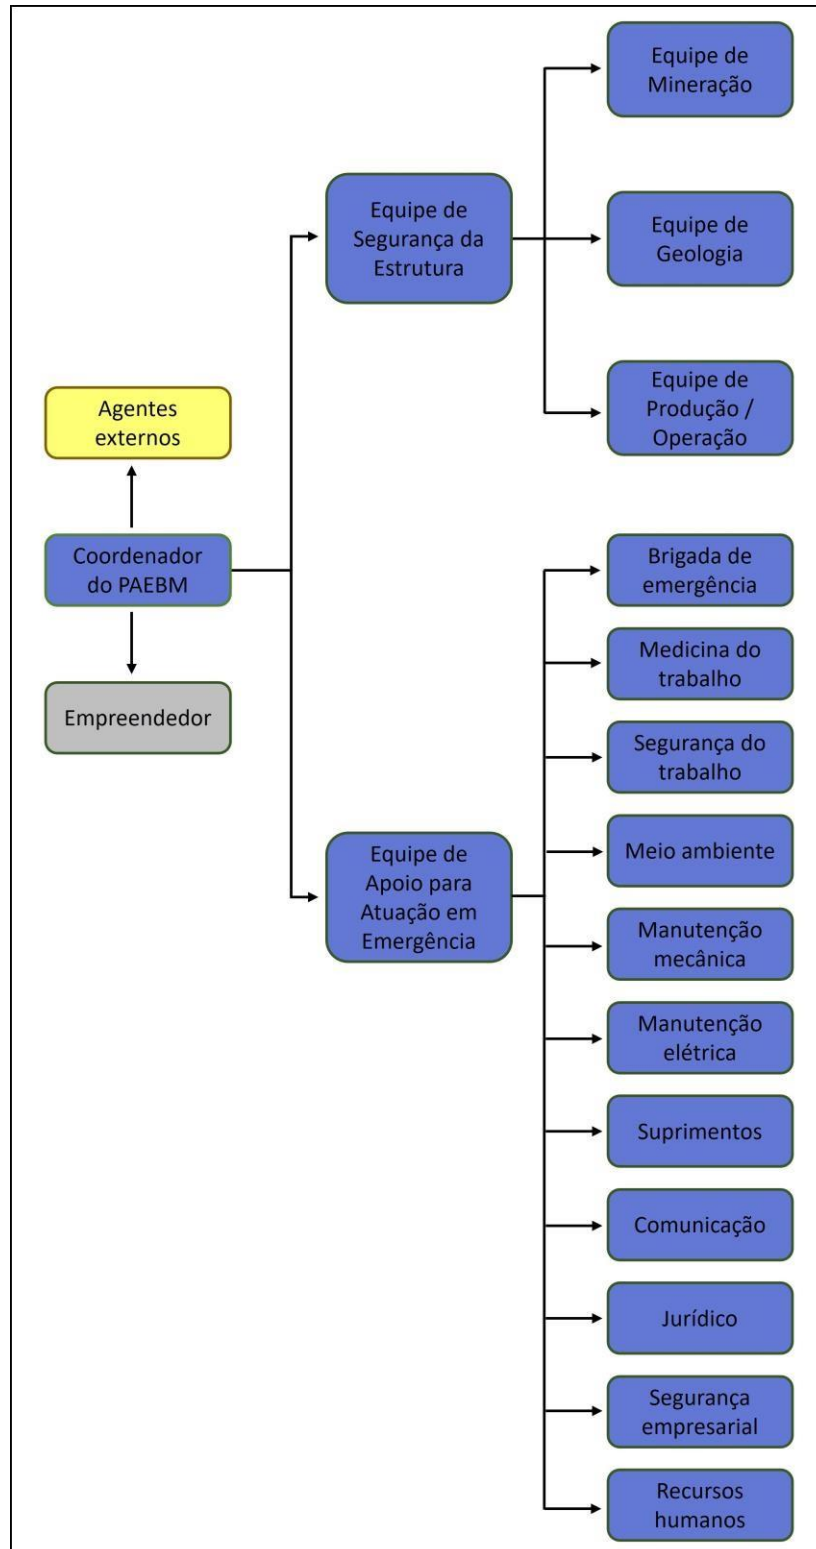 Equipe de
Mineração
Equipe de
Segurança da
Estrutura
Equipe de
Geologia
Equipe de
Produção /
Operação
Agentes
externos
Coordenador
do PAEBM
Empreendedor
Equipe de
Apoio para
Atuação em
Emergência
Brigada de
emergência
Medicina do
trabalho
Segurança do
trabalho
Meio ambiente
Manutenção
mecânica
Manutenção
elétrica
Suprimentos
Comunicação
Jurídico
Segurança
empresarial
Recursos
humanos